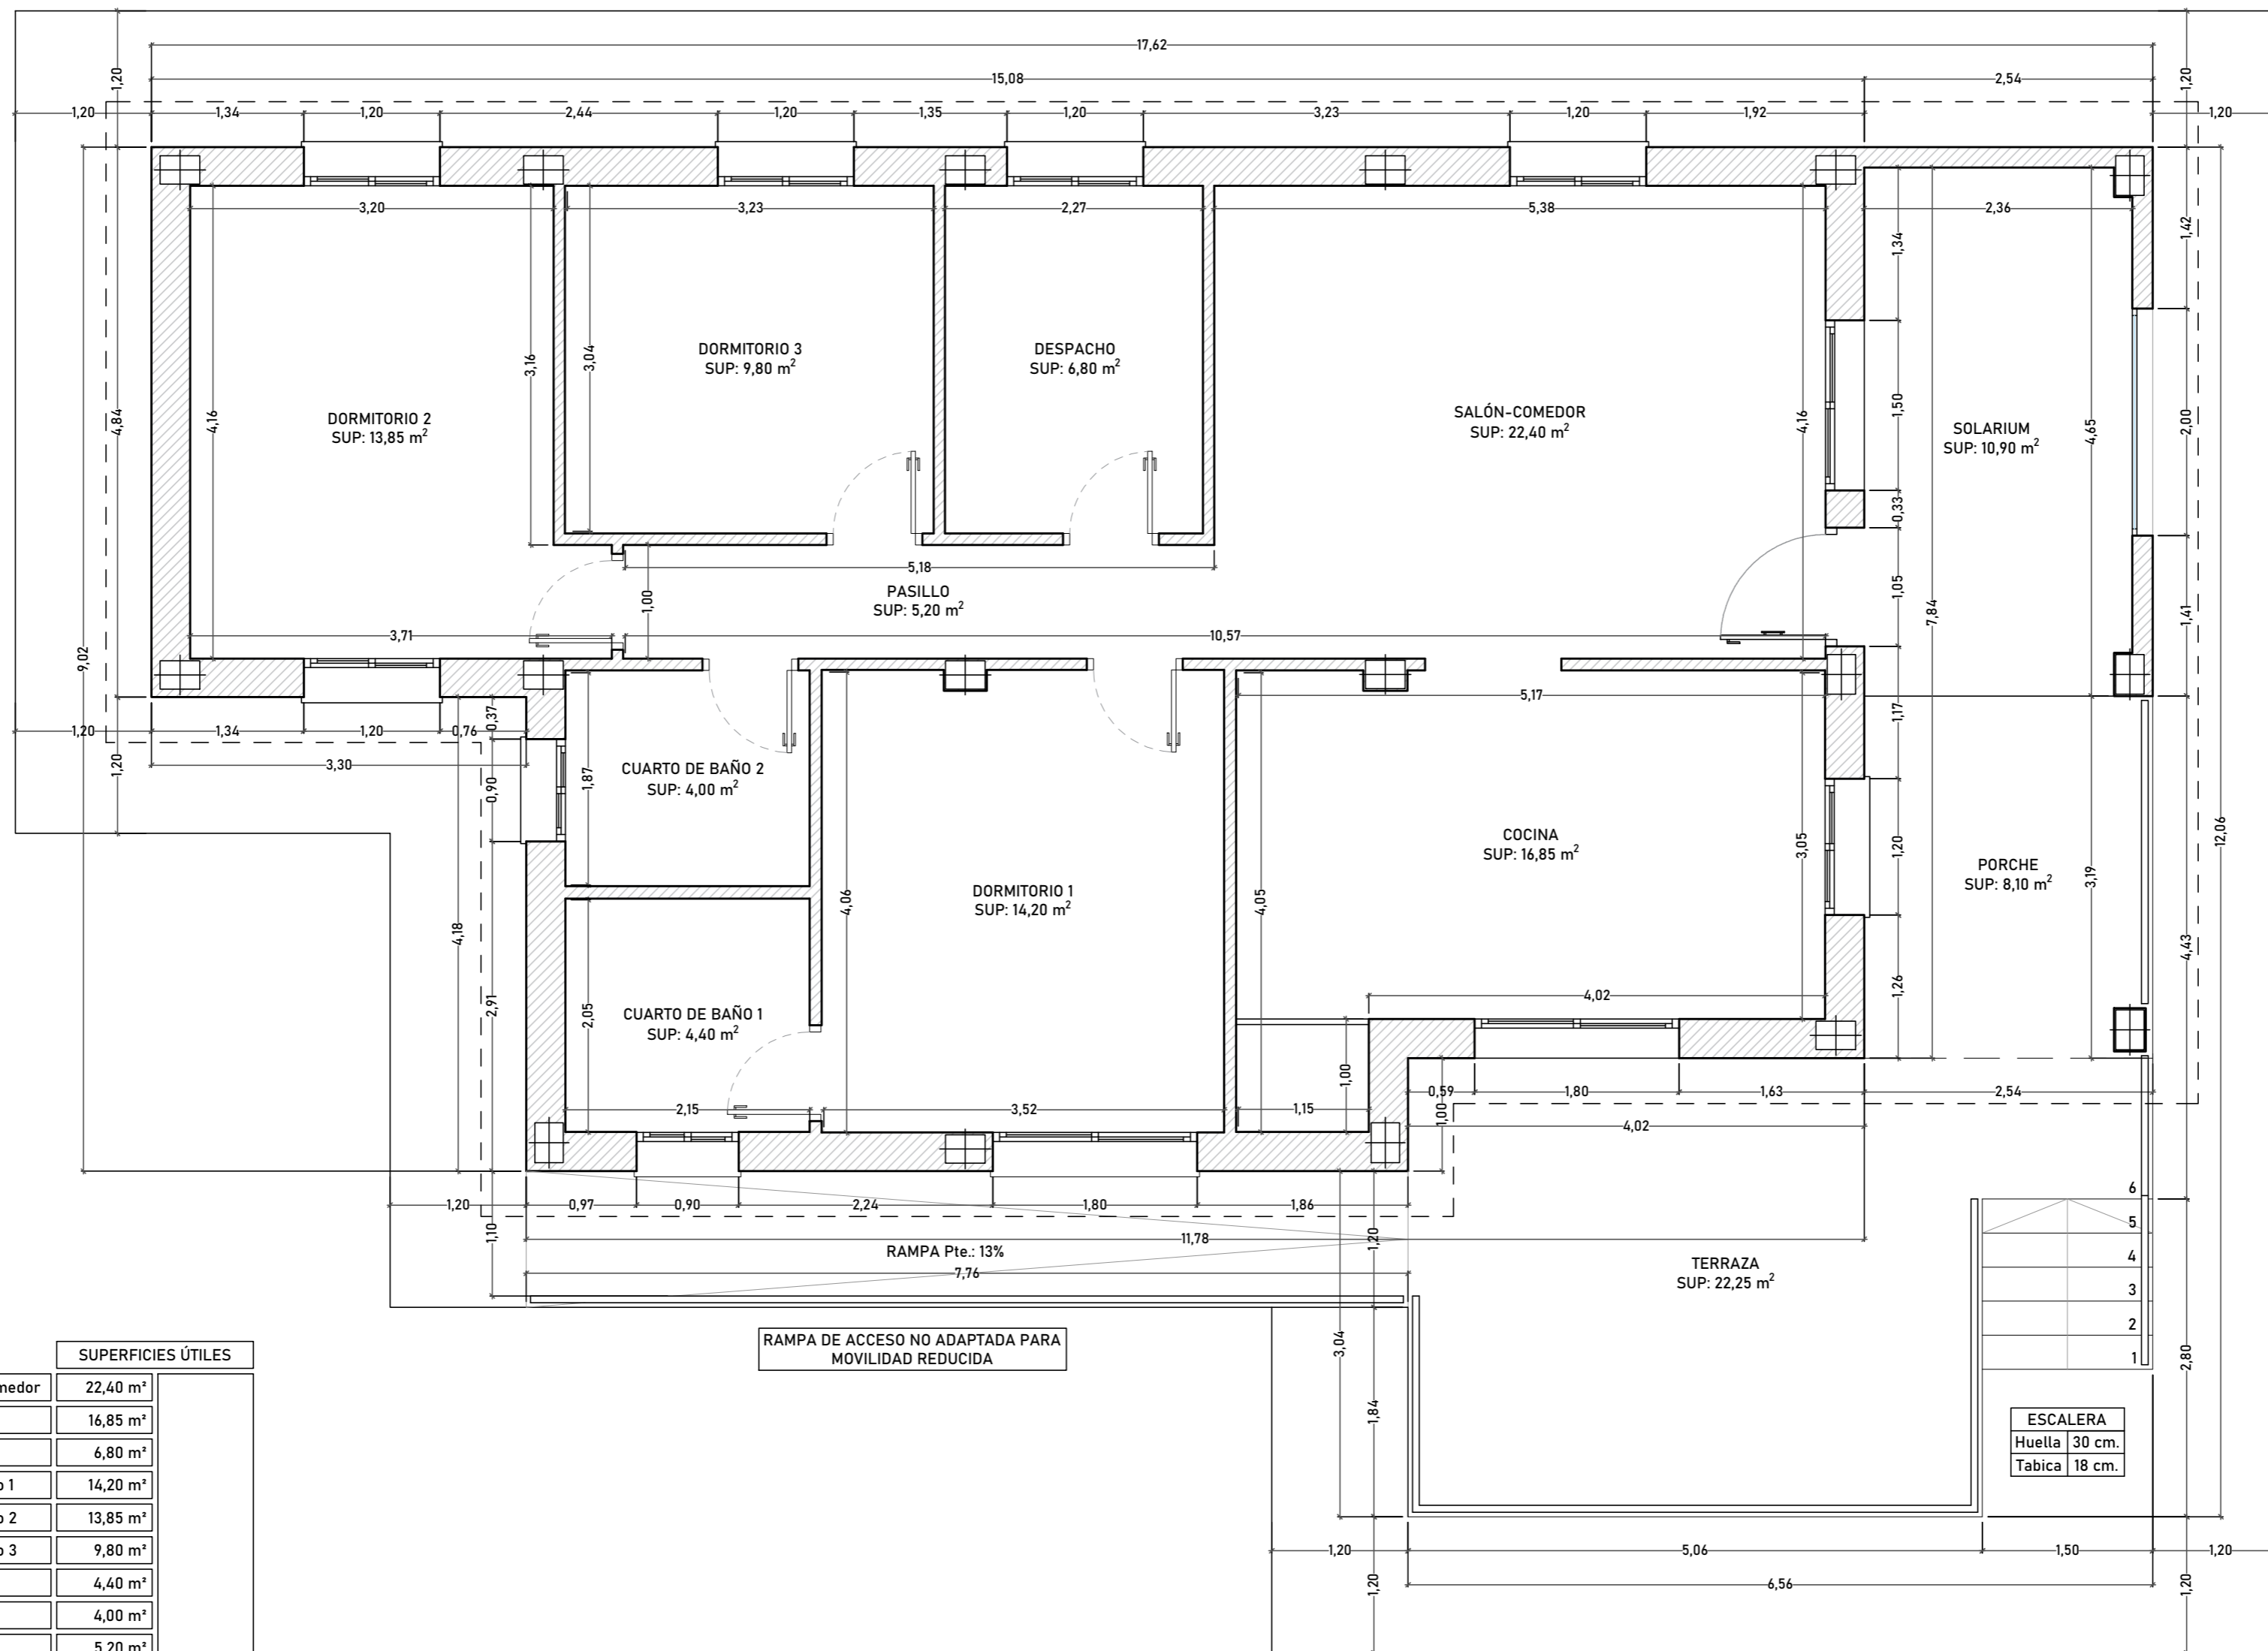 17,62
15,08
2,54
1,20
1,20
1,20
1,34
1,20
2,44
1,20
1,35
1,20
3,23
1,20
1,92
1,20
3,20
3,23
2,27
5,38
2,36
1,42
1,34
3,16
3,04
DORMITORIO 3
SUP: 9,80 m²
DESPACHO
SUP: 6,80 m²
4,84
4,16
DORMITORIO 2
SUP: 13,85 m²
SALÓN-COMEDOR
SUP: 22,40 m²
4,16
1,50
SOLARIUM
SUP: 10,90 m²
4,65
2,00
0,33
5,18
PASILLO
SUP: 5,20 m²
1,00
1,05
7,84
1,41
3,71
10,57
9,02
5,17
1,20
1,34
1,20
0,76
0,37
1,17
1,20
3,30
0,90
1,87
CUARTO DE BAÑO 2
SUP: 4,00 m²
COCINA
SUP: 16,85 m²
3,05
1,20
12,06
PORCHE
SUP: 8,10 m²
3,19
DORMITORIO 1
SUP: 14,20 m²
4,06
4,05
4,18
4,43
2,91
2,05
CUARTO DE BAÑO 1
SUP: 4,40 m²
4,02
1,26
1,00
0,59
1,80
1,63
2,54
2,15
3,52
1,15
1,00
4,02
1,20
0,97
0,90
2,24
1,80
1,86
1,10
11,78
1,20
RAMPA Pte.: 13%
7,76
TERRAZA
SUP: 22,25 m²
6
5
4
3
2
1
RAMPA DE ACCESO NO ADAPTADA PARA
MOVILIDAD REDUCIDA
3,04
2,80
1,84
ESCALERA
Huella 30 cm.
Tabica 18 cm.
1,20
5,06
1,50
1,20
6,56
1,20
1,20
SUPERFICIES ÚTILES
medor 22,40 m²
16,85 m²
6,80 m²
o 1 14,20 m²
o 2 13,85 m²
o 3 9,80 m²
4,40 m²
4,00 m²
5,20 m²